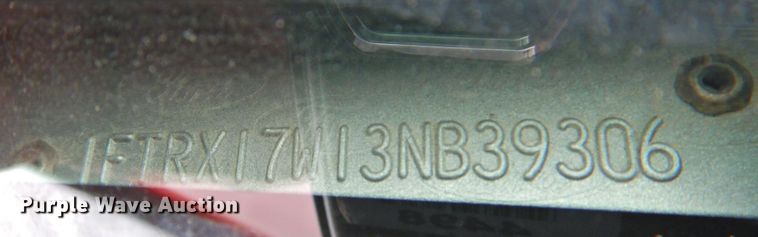 1FTRX17W13NB39306
Purple Wave Auction